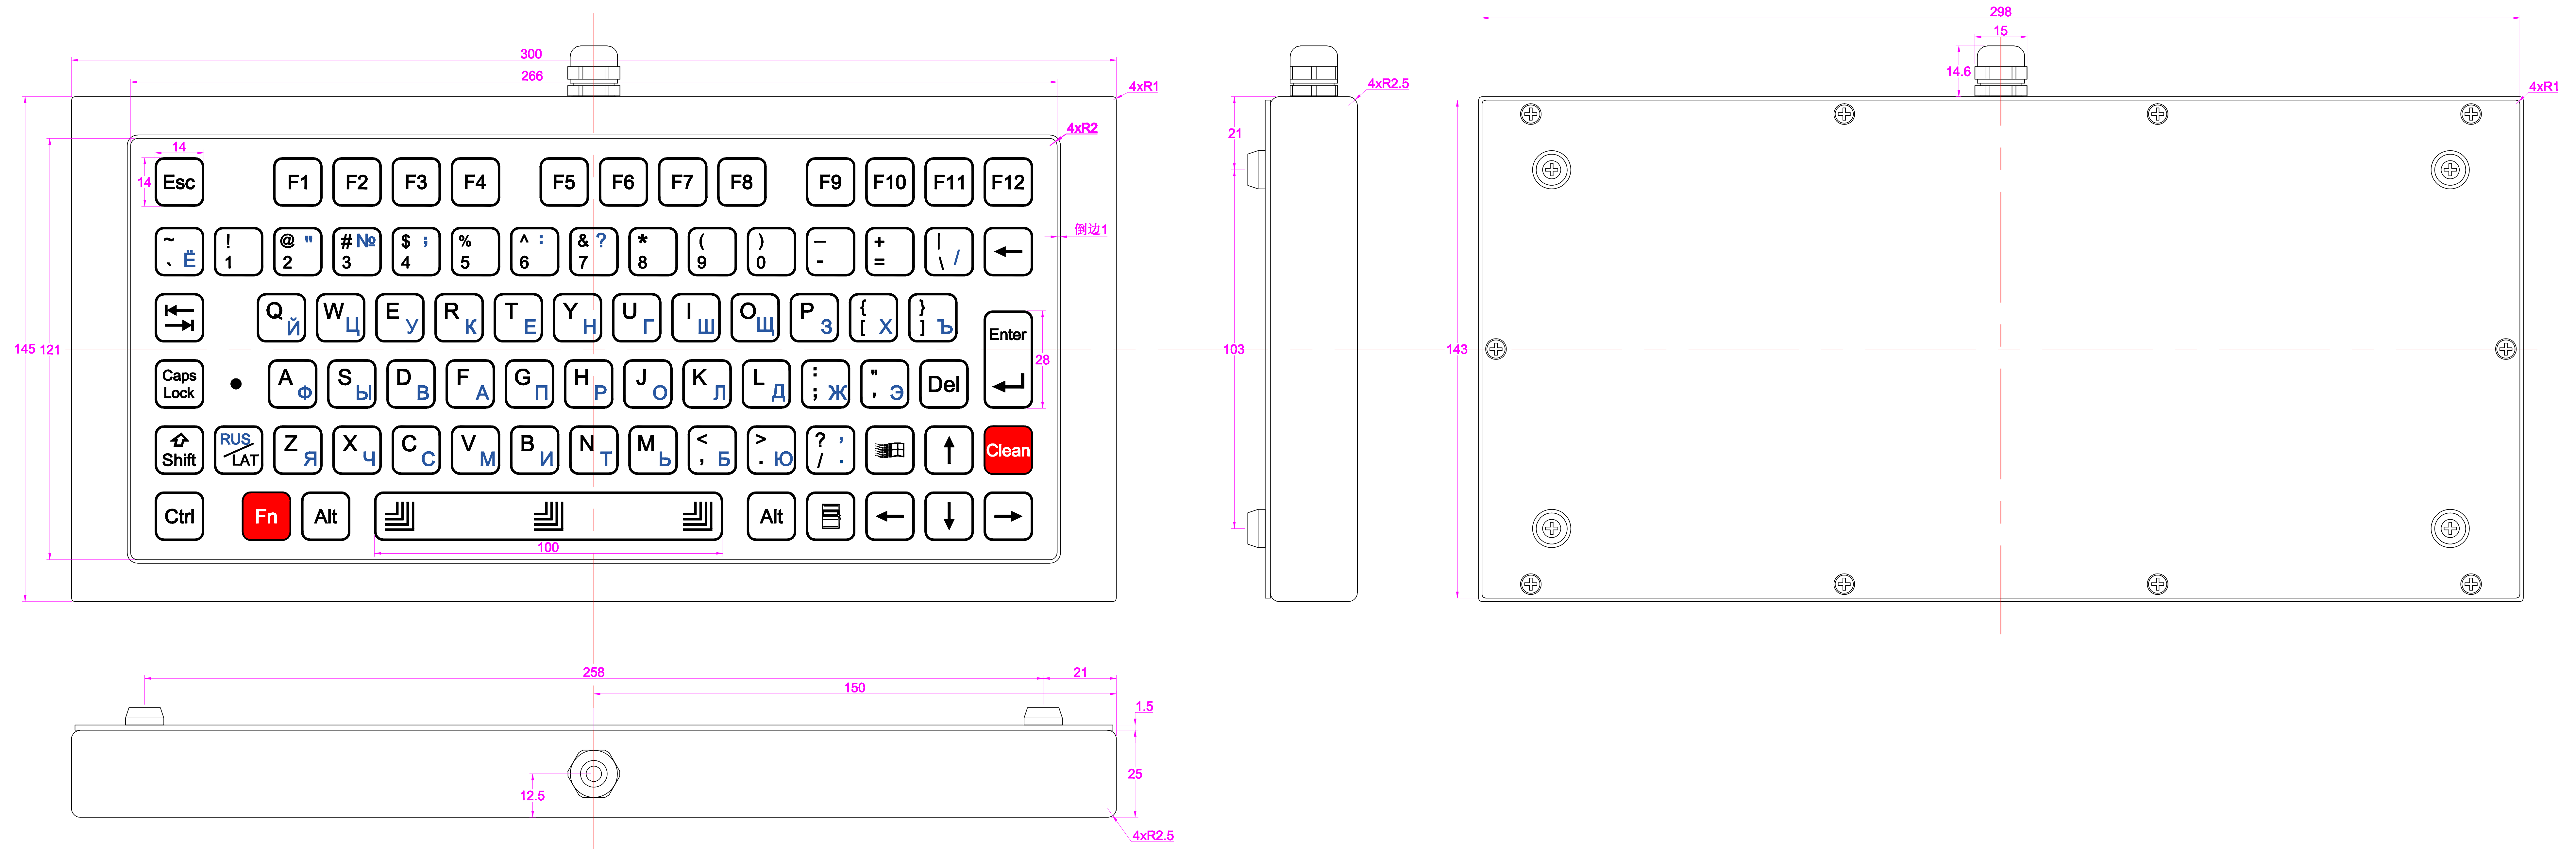 298
300
15
266
14.6
4xR1
4xR2.5
4xR1
4xR2
21
14
14
Esc F1 F2 F3 F4 F5 F6 F7 F8 F9 F10 F11 F12
倒边1
~ ! @ " # № $ ; % ^ : & ? * ( ) — + |
、 Ё 1 2 3 4 5 6 7 8 9 0 - = \ /
Q W E R T Y U I O P { }
Й Ц У К Е Н Г Ш Щ З [ Х ] Ъ
Enter
145 121 28 103 143
Caps
Lock
A S D F G H J K L : "
Ф Ы В А П Р О Л Д ; Ж ' Э
Del
Shift
RUS
/LAT
Z X C V B N M < > ? ,
Я Ч С М И Т Ь , Б . Ю / .
Clean
Ctrl Fn Alt Alt
100
258 21
150
1.5
25
12.5
4xR2.5